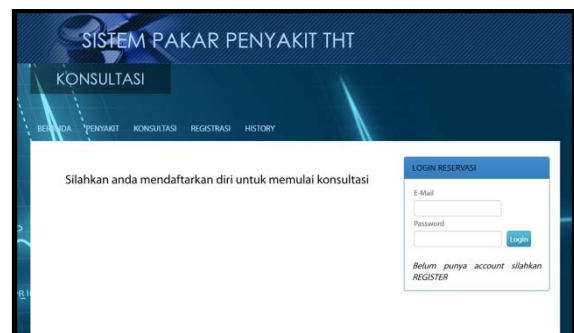 SISTEM PAKAR PENYAKIT THT
KONSULTASI
BERANDA PENYAKIT KONSULTASI REGISTRASI HISTORY
Silahkan anda mendaftarkan diri untuk memulai konsultasi
LOGIN RESERVASI
E-Mail
Password
Login
Belum punya account silahkan
REGISTER